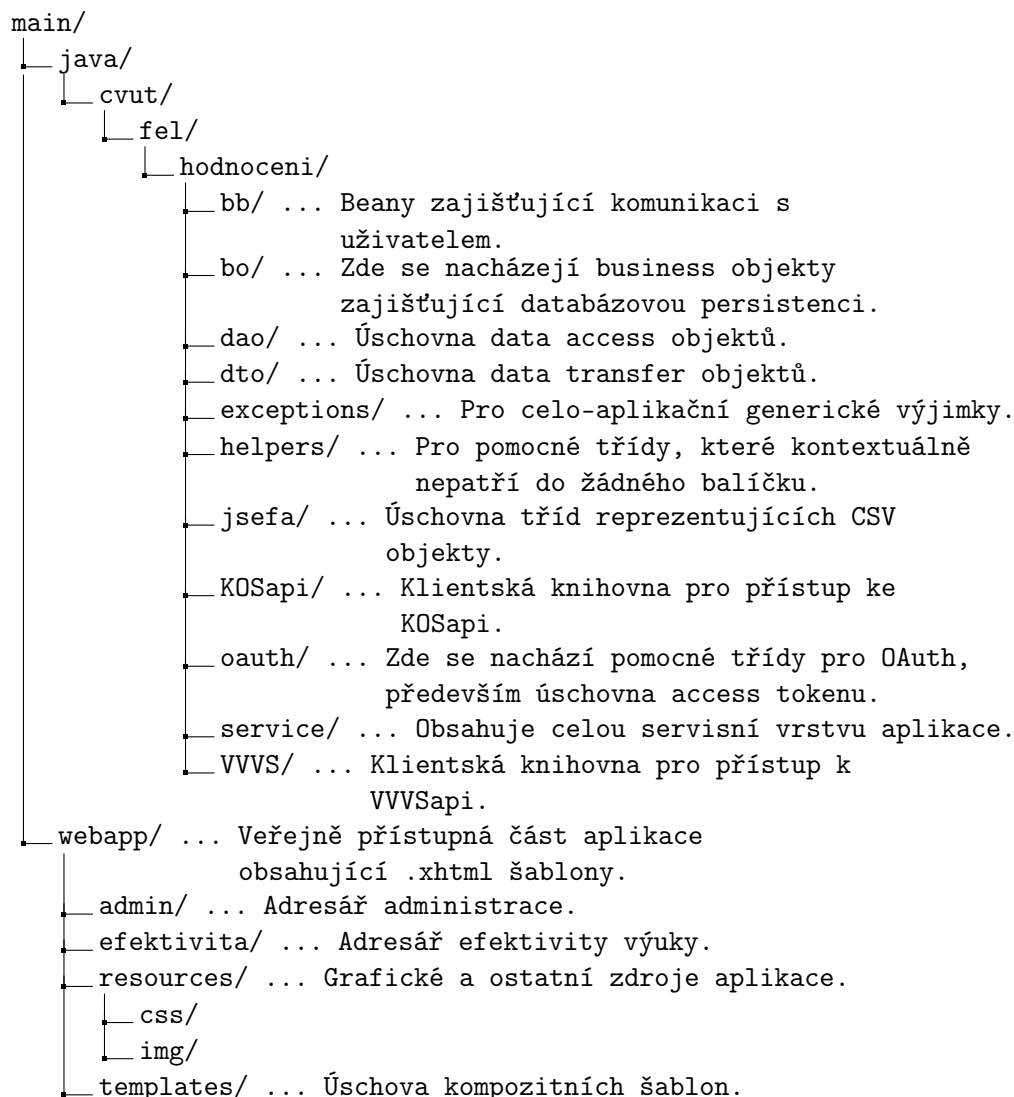 main/
java/
cvut/
fel/
hodnoceni/
bb/ ... Beany zajišťující komunikaci s
uživatelem.
bo/ ... Zde se nacházejí business objekty
zajišťující databázovou persistenci.
dao/ ... Úschovna data access objektů.
dto/ ... Úschovna data transfer objektů.
exceptions/ ... Pro celo-aplikační generické výjimky.
helpers/ ... Pro pomocné třídy, které kontextuálně
nepatří do žádného balíčku.
jsefa/ ... Úschovna tříd reprezentujících CSV
objekty.
KOSapi/ ... Klientská knihovna pro přístup ke
KOSapi.
oauth/ ... Zde se nachází pomocné třídy pro OAuth,
především úschovna access tokenu.
service/ ... Obsahuje celou servisní vrstvu aplikace.
VVVS/ ... Klientská knihovna pro přístup k
VVVSapi.
webapp/ ... Veřejně přístupná část aplikace
obsahující .xhtml šablony.
admin/ ... Adresář administrace.
efektivita/ ... Adresář efektivity výuky.
resources/ ... Grafické a ostatní zdroje aplikace.
css/
img/
templates/ ... Úschova kompozitních šablon.